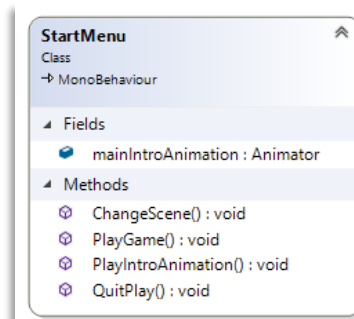 StartMenu
Class
MonoBehaviour
Fields
mainIntroAnimation : Animator
Methods
ChangeScene() : void
PlayGame() : void
PlayIntroAnimation() : void
QuitPlay() : void